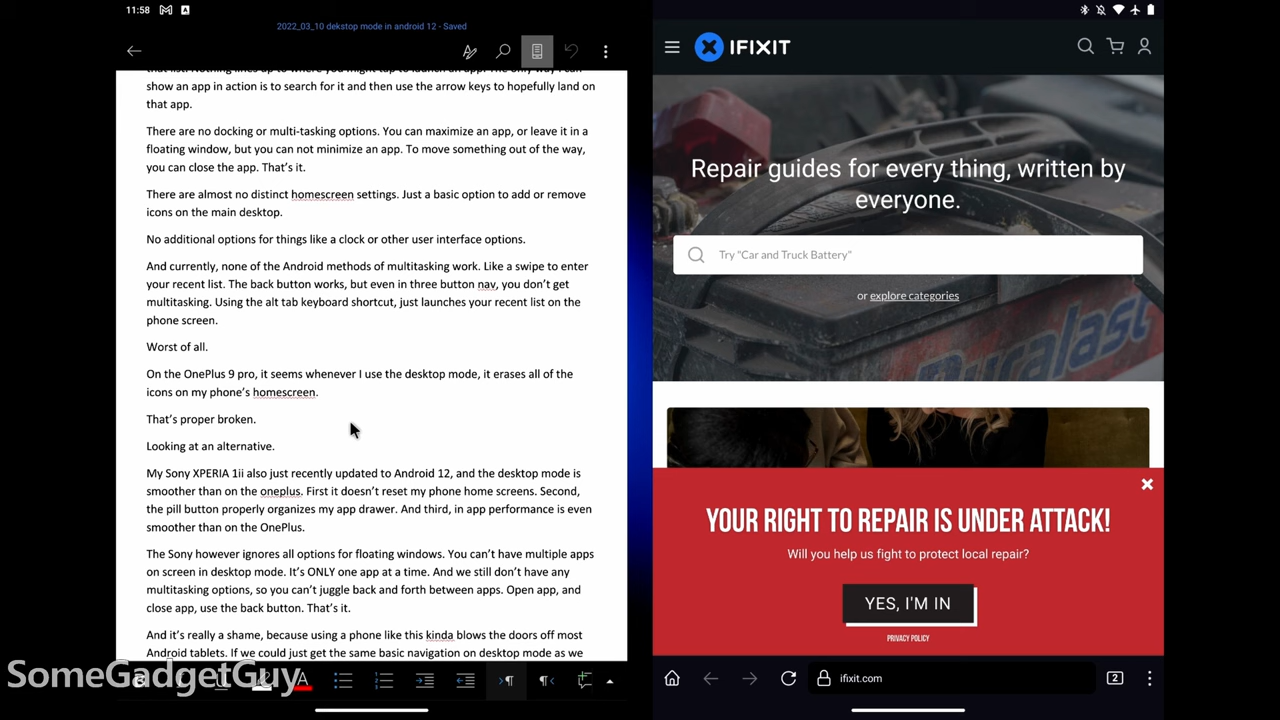 11:58
2022_03_10 dekstop mode in android 12 - Saved
show an app in action is to search for it and then use the arrow keys to hopefully land on
that app.
There are no docking or multi-tasking options. You can maximize an app, or leave it in a
floating window, but you can not minimize an app. To move something out of the way,
you can close the app. That's it.
There are almost no distinct homescreen settings. Just a basic option to add or remove
icons on the main desktop.
No additional options for things like a clock or other user interface options.
And currently, none of the Android methods of multitasking work. Like a swipe to enter
your recent list. The back button works, but even in three button nav, you don't get
multitasking. Using the alt tab keyboard shortcut, just launches your recent list on the
phone screen.
Worst of all.
On the OnePlus 9 pro, it seems whenever I use the desktop mode, it erases all of the
icons on my phone's homescreen.
That's proper broken.
Looking at an alternative.
My Sony XPERIA 1ii also just recently updated to Android 12, and the desktop mode is
smoother than on the oneplus. First it doesn't reset my phone home screens. Second,
the pill button properly organizes my app drawer. And third, in app performance is even
smoother than on the OnePlus.
The Sony however ignores all options for floating windows. You can't have multiple apps
on screen in desktop mode. It's ONLY one app at a time. And we still don't have any
multitasking options, so you can't juggle back and forth between apps. Open app, and
close app, use the back button. That's it.
And it's really a shame, because using a phone like this kinda blows the doors off most
Android tablets. If we could just get the same basic navigation on desktop mode as we
SomeGadgetGuy
IFIXIT
Repair guides for every thing, written by
everyone.
Try "Car and Truck Battery"
or explore categories
Duralast
YOUR RIGHT TO REPAIR IS UNDER ATTACK!
Will you help us fight to protect local repair?
YES, I'M IN
PRIVACY POLICY
ifixit.com
2